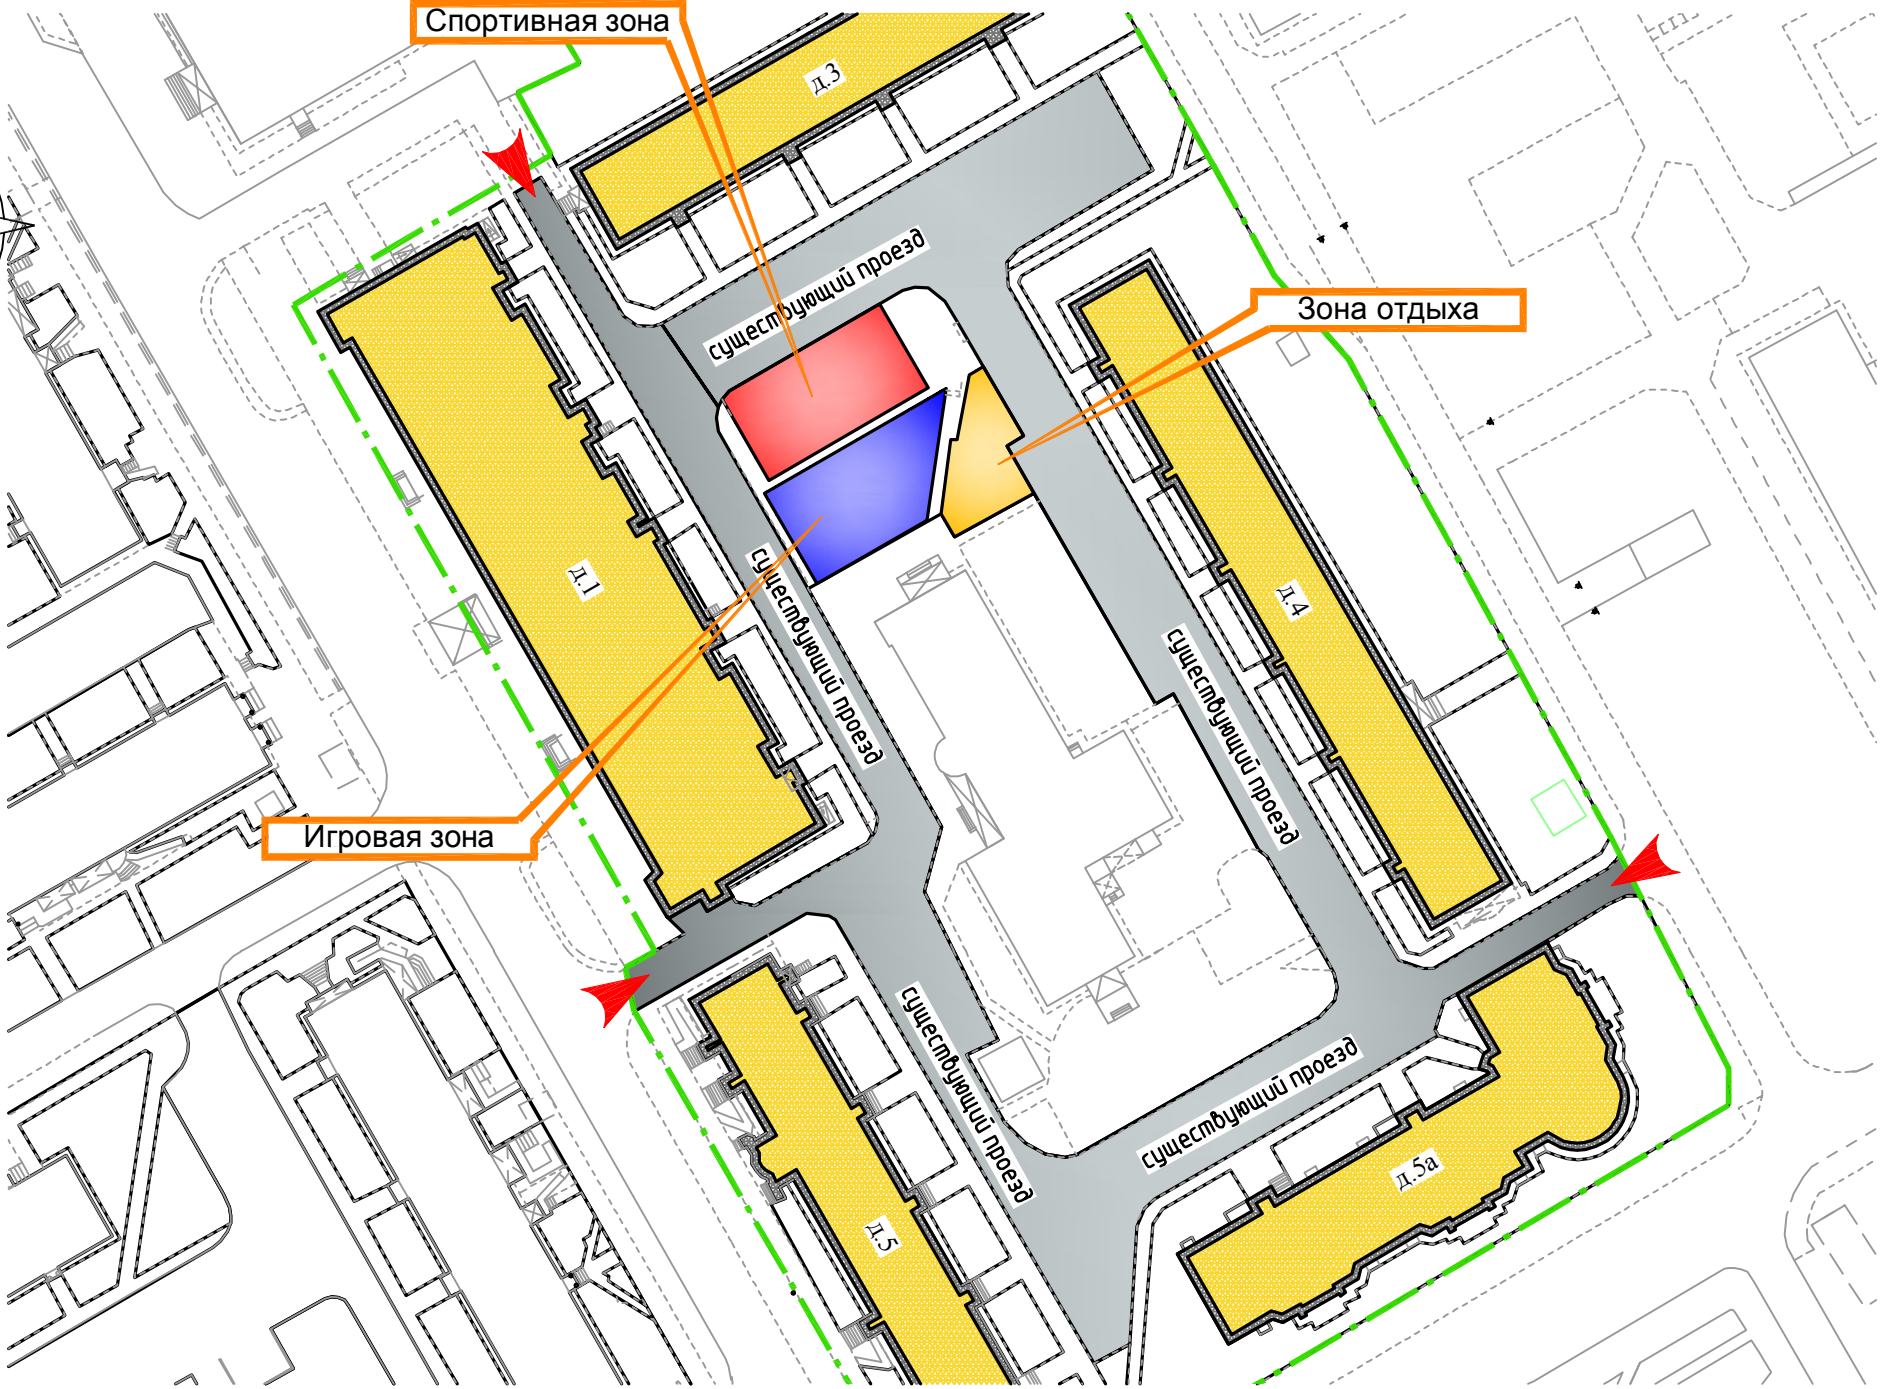 Спортивная зона
д.3
существующий проезд
Зона отдыха
д.1
существующий проезд
д.4
существующий проезд
Игровая зона
существующий проезд
существующий проезд
д.5а
д.5